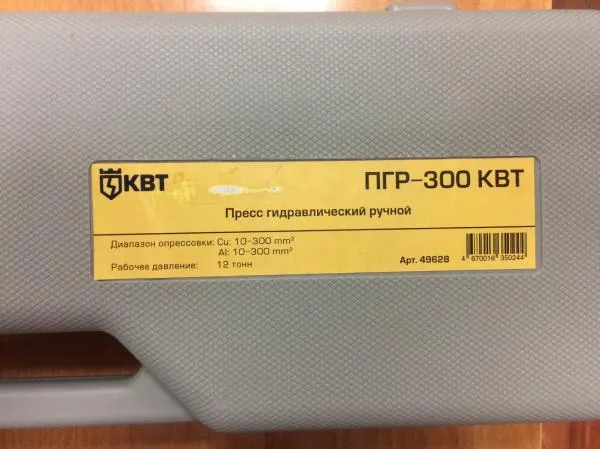 КВТ
ПГР-300 КВТ
Пресс гидравлический ручной
Диапазон опрессовки: Cu: 10-300 mm²
Al: 10-300 mm²
Рабочее давление: 12 тонн
Арт. 49628
4 670016 350244